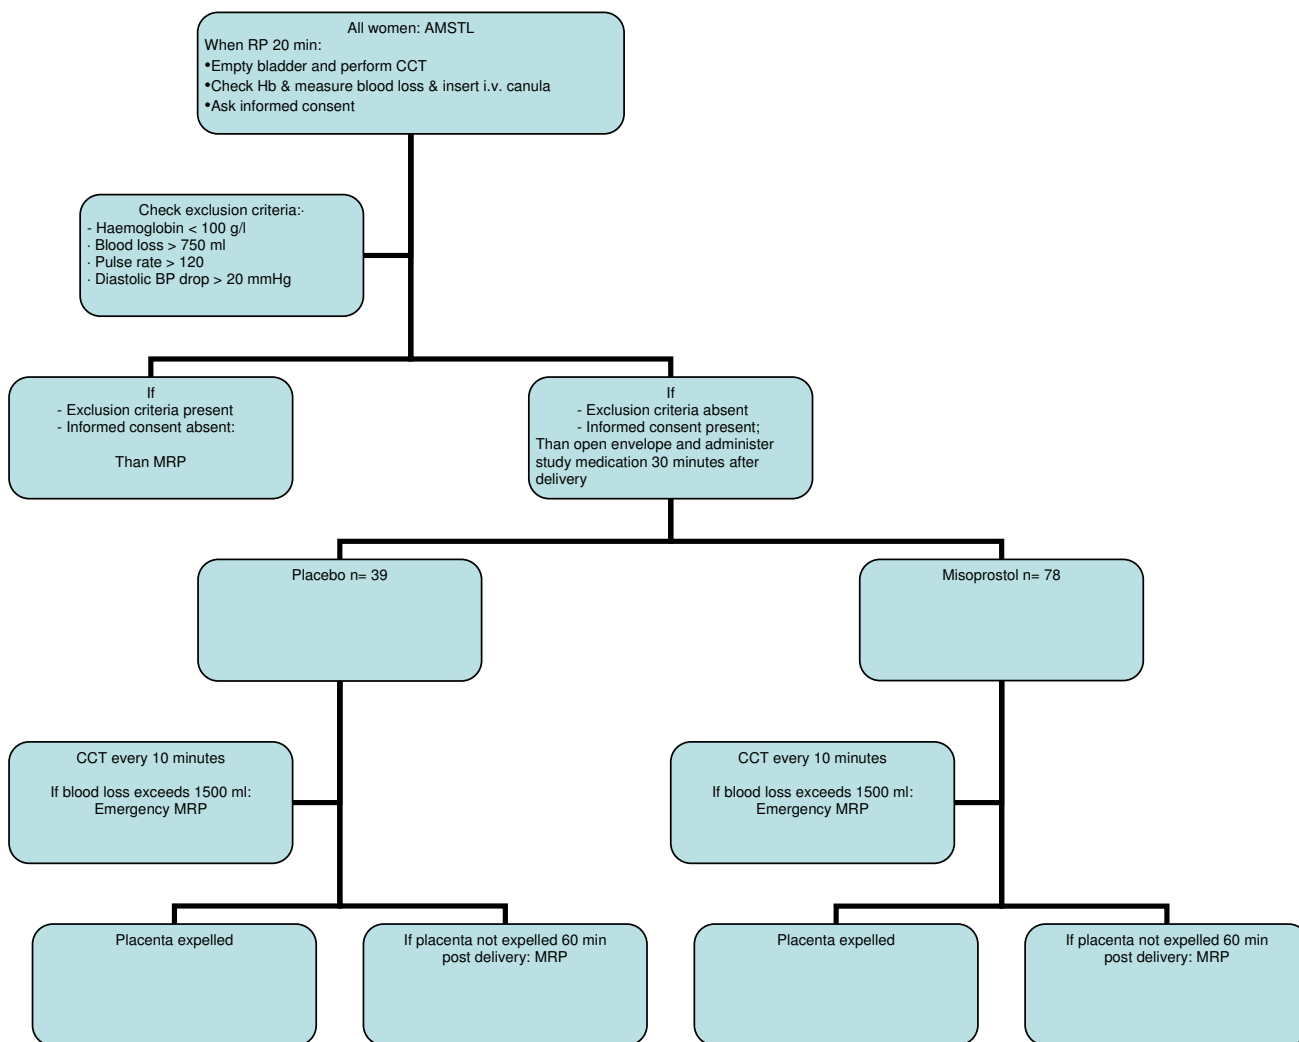 All women: AMSTL
When RP 20 min:
•Empty bladder and perform CCT
•Check Hb & measure blood loss & insert i.v. canula
•Ask informed consent
Check exclusion criteria:·
- Haemoglobin < 100 g/l
· Blood loss > 750 ml
· Pulse rate > 120
· Diastolic BP drop > 20 mmHg
If
- Exclusion criteria present
- Informed consent absent:
Than MRP
If
- Exclusion criteria absent
- Informed consent present;
Than open envelope and administer
study medication 30 minutes after
delivery
Placebo n= 39
Misoprostol n= 78
CCT every 10 minutes
If blood loss exceeds 1500 ml:
Emergency MRP
CCT every 10 minutes
If blood loss exceeds 1500 ml:
Emergency MRP
Placenta expelled
If placenta not expelled 60 min
post delivery: MRP
Placenta expelled
If placenta not expelled 60 min
post delivery: MRP